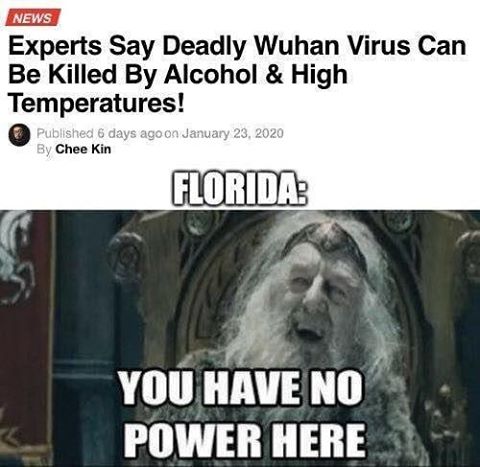 NEWS
Experts Say Deadly Wuhan Virus Can
Be Killed By Alcohol & High
Temperatures!
Published 6 days ago on January 23, 2020
By Chee Kin
FLORIDA:
YOU HAVE NO
POWER HERE